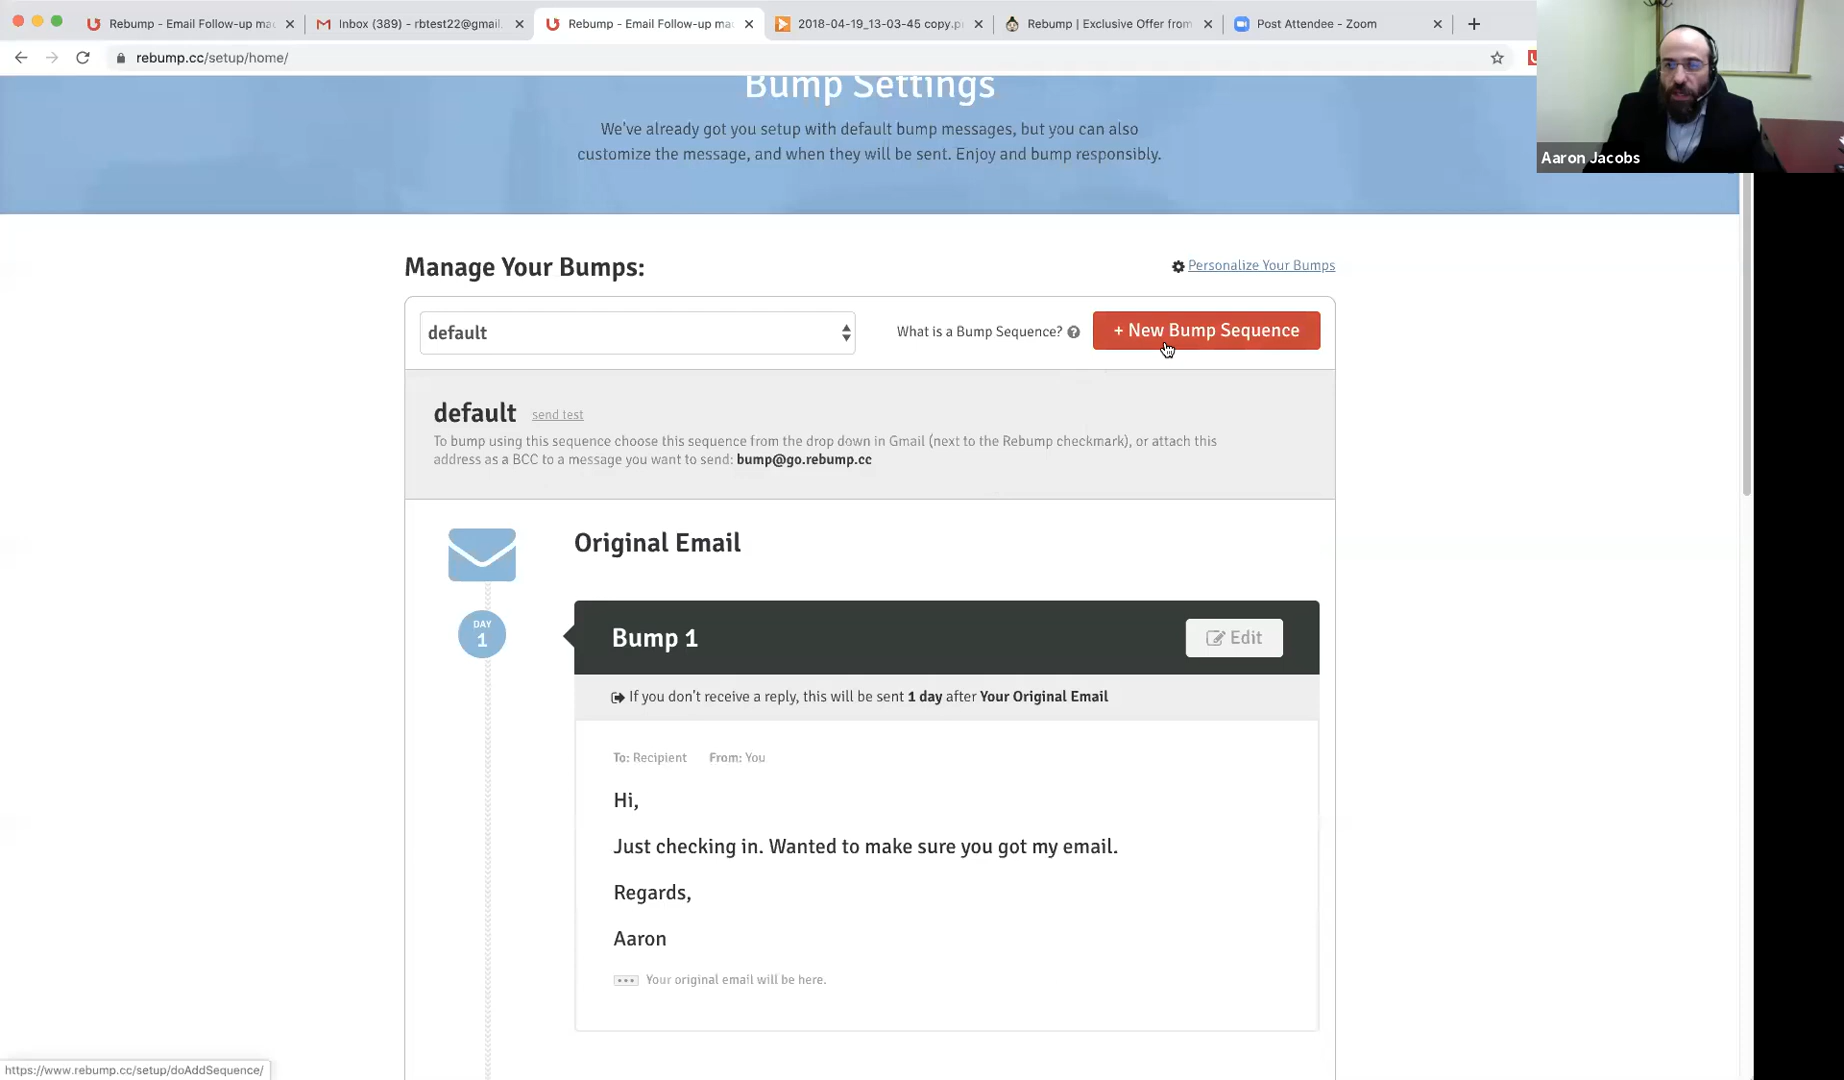 Rebump - Email Follow-up mac
Inbox (389) - rbtest22@gmail.
Rebump - Email Follow-up mac
2018-04-19_13-03-45 copy.p
Rebump | Exclusive Offer from
Post Attendee - Zoom
rebump.cc/setup/home/
Aaron Jacobs
Bump Settings
We've already got you setup with default bump messages, but you can also
customize the message, and when they will be sent. Enjoy and bump responsibly.
Manage Your Bumps:
Personalize Your Bumps
default
What is a Bump Sequence?
+ New Bump Sequence
default send test
To bump using this sequence choose this sequence from the drop down in Gmail (next to the Rebump checkmark), or attach this
address as a BCC to a message you want to send: bump@go.rebump.cc
Original Email
DAY
1
Bump 1
Edit
If you don't receive a reply, this will be sent 1 day after Your Original Email
To: Recipient From: You
Hi,
Just checking in. Wanted to make sure you got my email.
Regards,
Aaron
Your original email will be here.
https://www.rebump.cc/setup/doAddSequence/